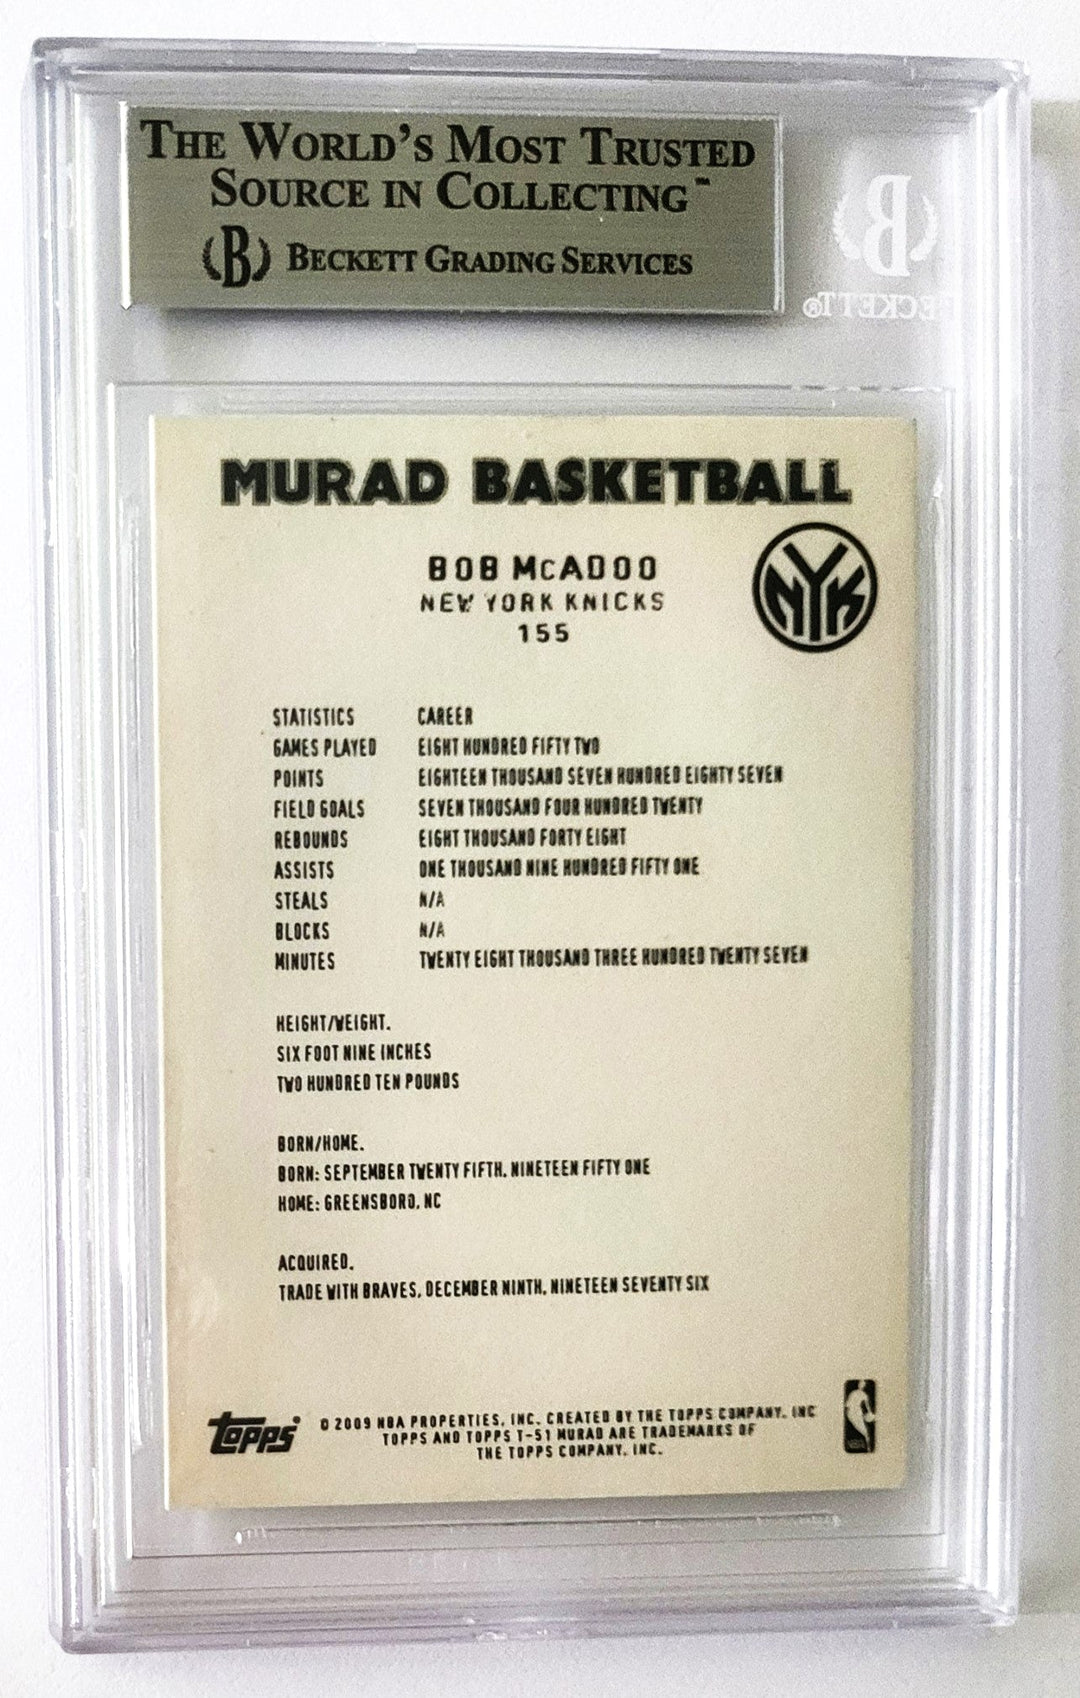 THE WORLD'S MOST TRUSTED
SOURCE IN COLLECTING™
B BECKETT GRADING SERVICES
B
BECKETT®
MURAD BASKETBALL
BOB McADOO
NEW YORK KNICKS
155
NYK
STATISTICS CAREER
GAMES PLAYED EIGHT HUNDRED FIFTY TWO
POINTS EIGHTEEN THOUSAND SEVEN HUNDRED EIGHTY SEVEN
FIELD GOALS SEVEN THOUSAND FOUR HUNDRED TWENTY
REBOUNDS EIGHT THOUSAND FORTY EIGHT
ASSISTS ONE THOUSAND NINE HUNDRED FIFTY ONE
STEALS N/A
BLOCKS N/A
MINUTES TWENTY EIGHT THOUSAND THREE HUNDRED TWENTY SEVEN
HEIGHT/WEIGHT.
SIX FOOT NINE INCHES
TWO HUNDRED TEN POUNDS
BORN/HOME.
BORN: SEPTEMBER TWENTY FIFTH, NINETEEN FIFTY ONE
HOME: GREENSBORO, NC
ACQUIRED.
TRADE WITH BRAVES, DECEMBER NINTH, NINETEEN SEVENTY SIX
Topps © 2009 NBA PROPERTIES, INC. CREATED BY THE TOPPS COMPANY, INC
TOPPS AND TOPPS T-51 MURAD ARE TRADEMARKS OF
THE TOPPS COMPANY, INC.